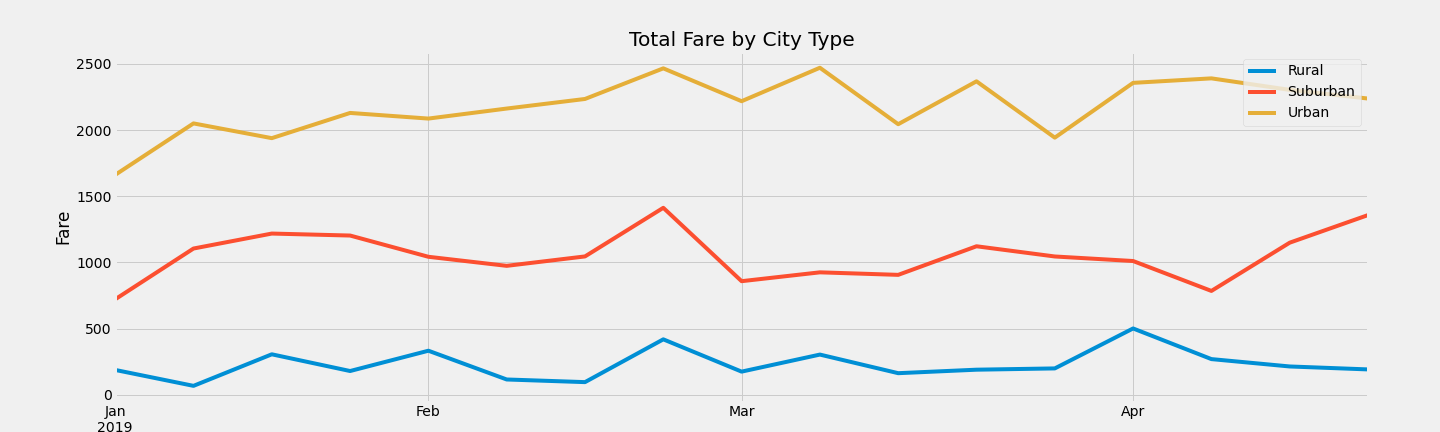 Total Fare by City Type
Fare
2500
2000
1500
1000
500
0
Rural
Suburban
Urban
Jan
2019
Feb
Mar
Apr